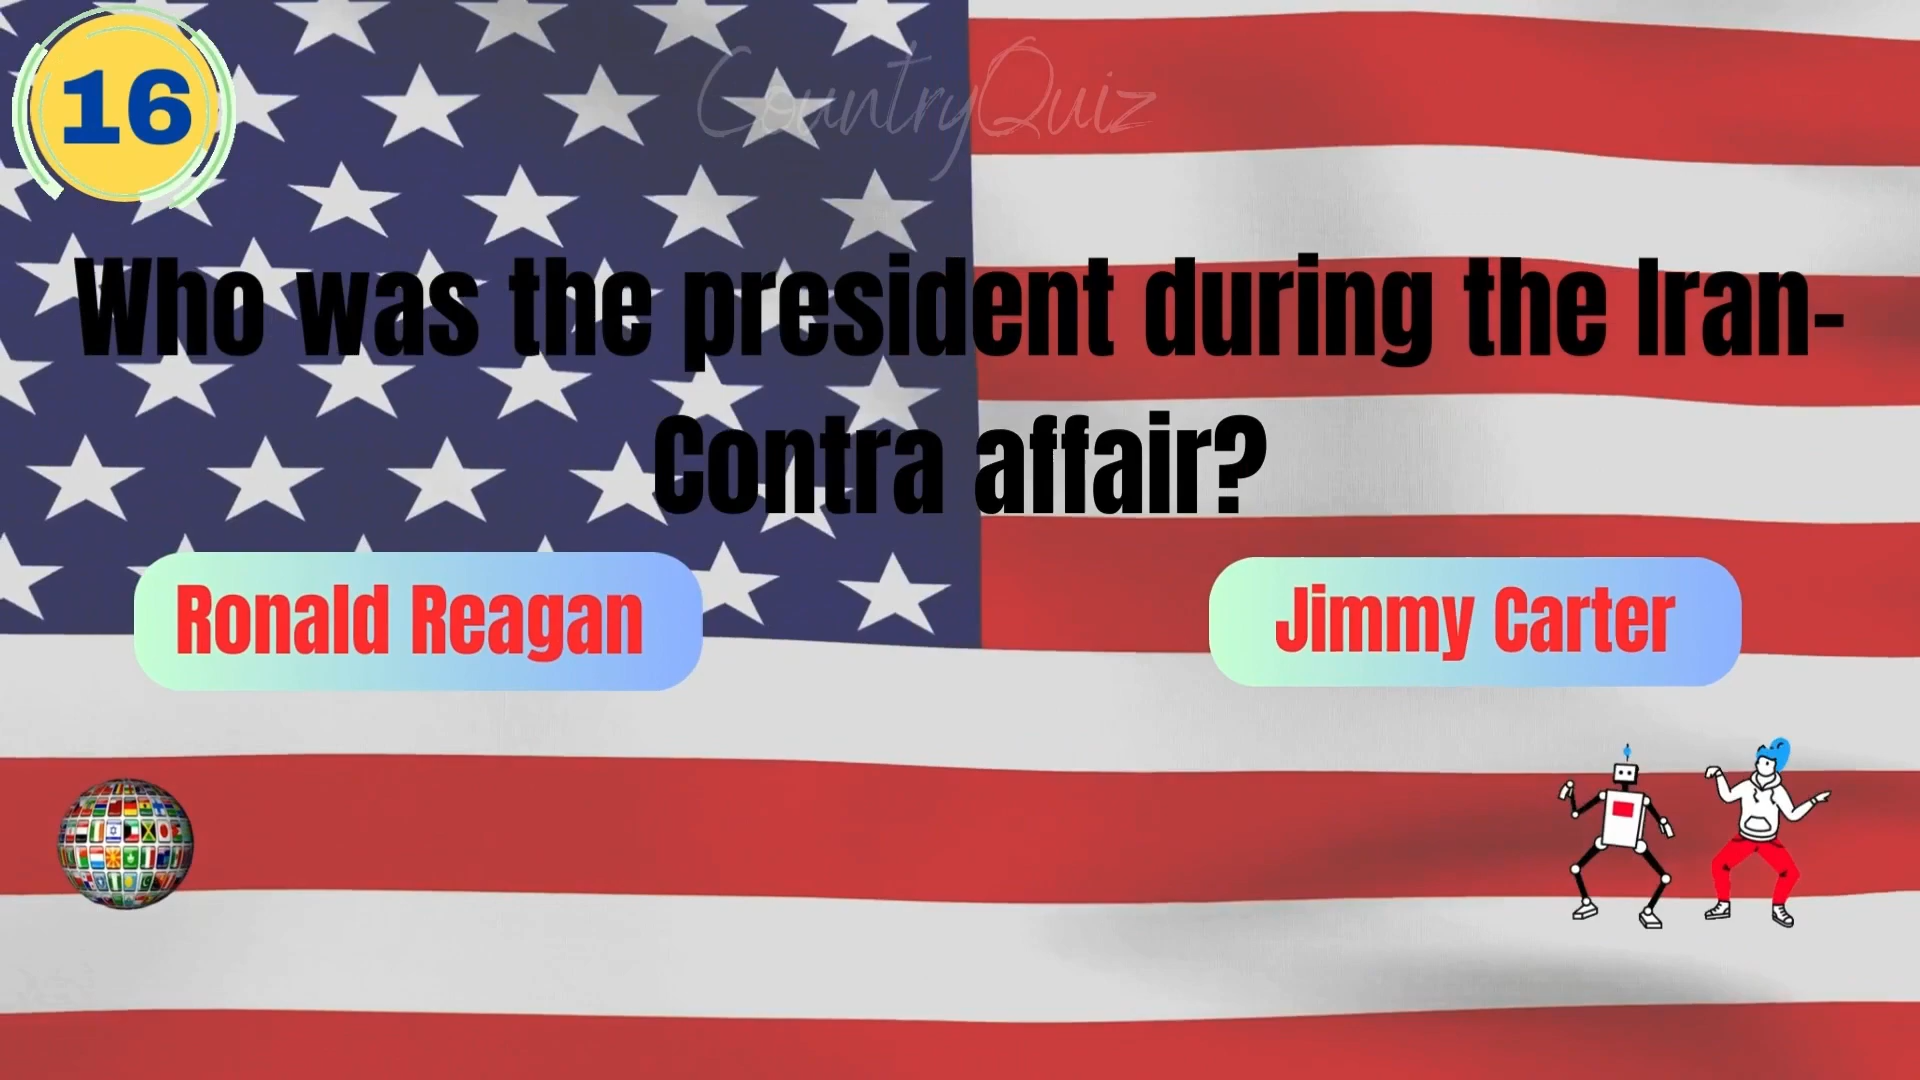 16
CountryQuiz
Who was the president during the Iran-
Contra affair?
Ronald Reagan
Jimmy Carter